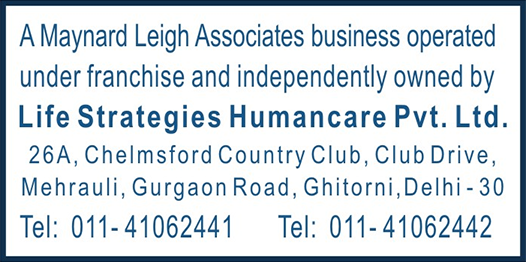 A Maynard Leigh Associates business operated
under franchise and independently owned by
Life Strategies Humancare Pvt. Ltd.
26A, Chelmsford Country Club, Club Drive,
Mehrauli, Gurgaon Road, Ghitorni,Delhi - 30
Tel: 011- 41062441 Tel: 011- 41062442